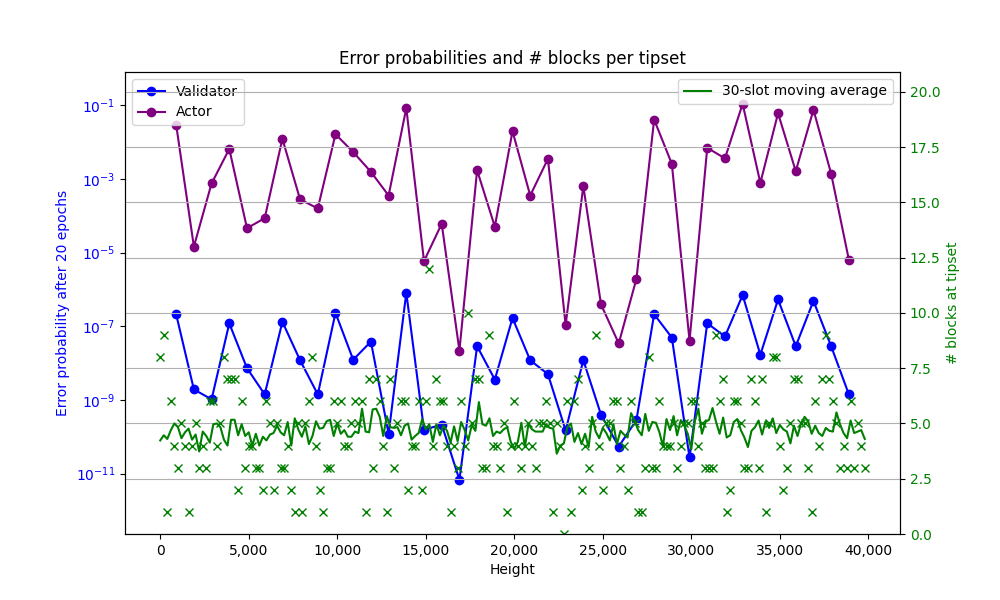 Error probabilities and # blocks per tipset
Validator
Actor
30-slot moving average
10⁻¹
10⁻³
10⁻⁵
10⁻⁷
10⁻⁹
10⁻¹¹
Error probability after 20 epochs
20.0
17.5
15.0
12.5
10.0
7.5
5.0
2.5
0.0
# blocks at tipset
0 5,000 10,000 15,000 20,000 25,000 30,000 35,000 40,000
Height